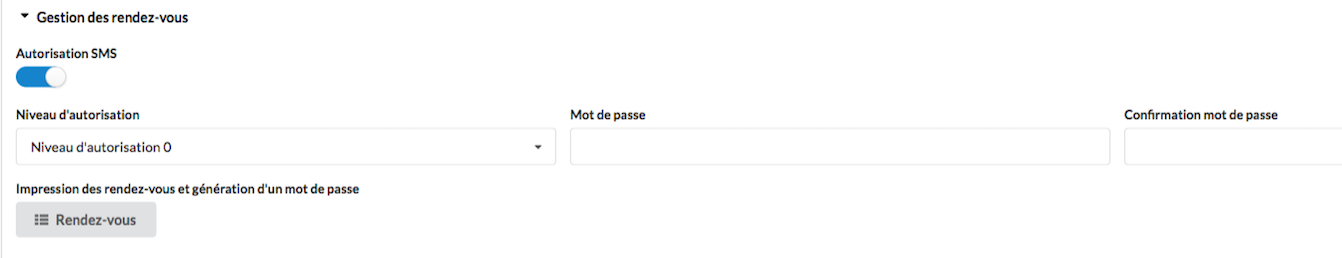 Gestion des rendez-vous
Autorisation SMS
Niveau d'autorisation
Mot de passe
Confirmation mot de passe
Niveau d'autorisation 0
Impression des rendez-vous et génération d'un mot de passe
Rendez-vous